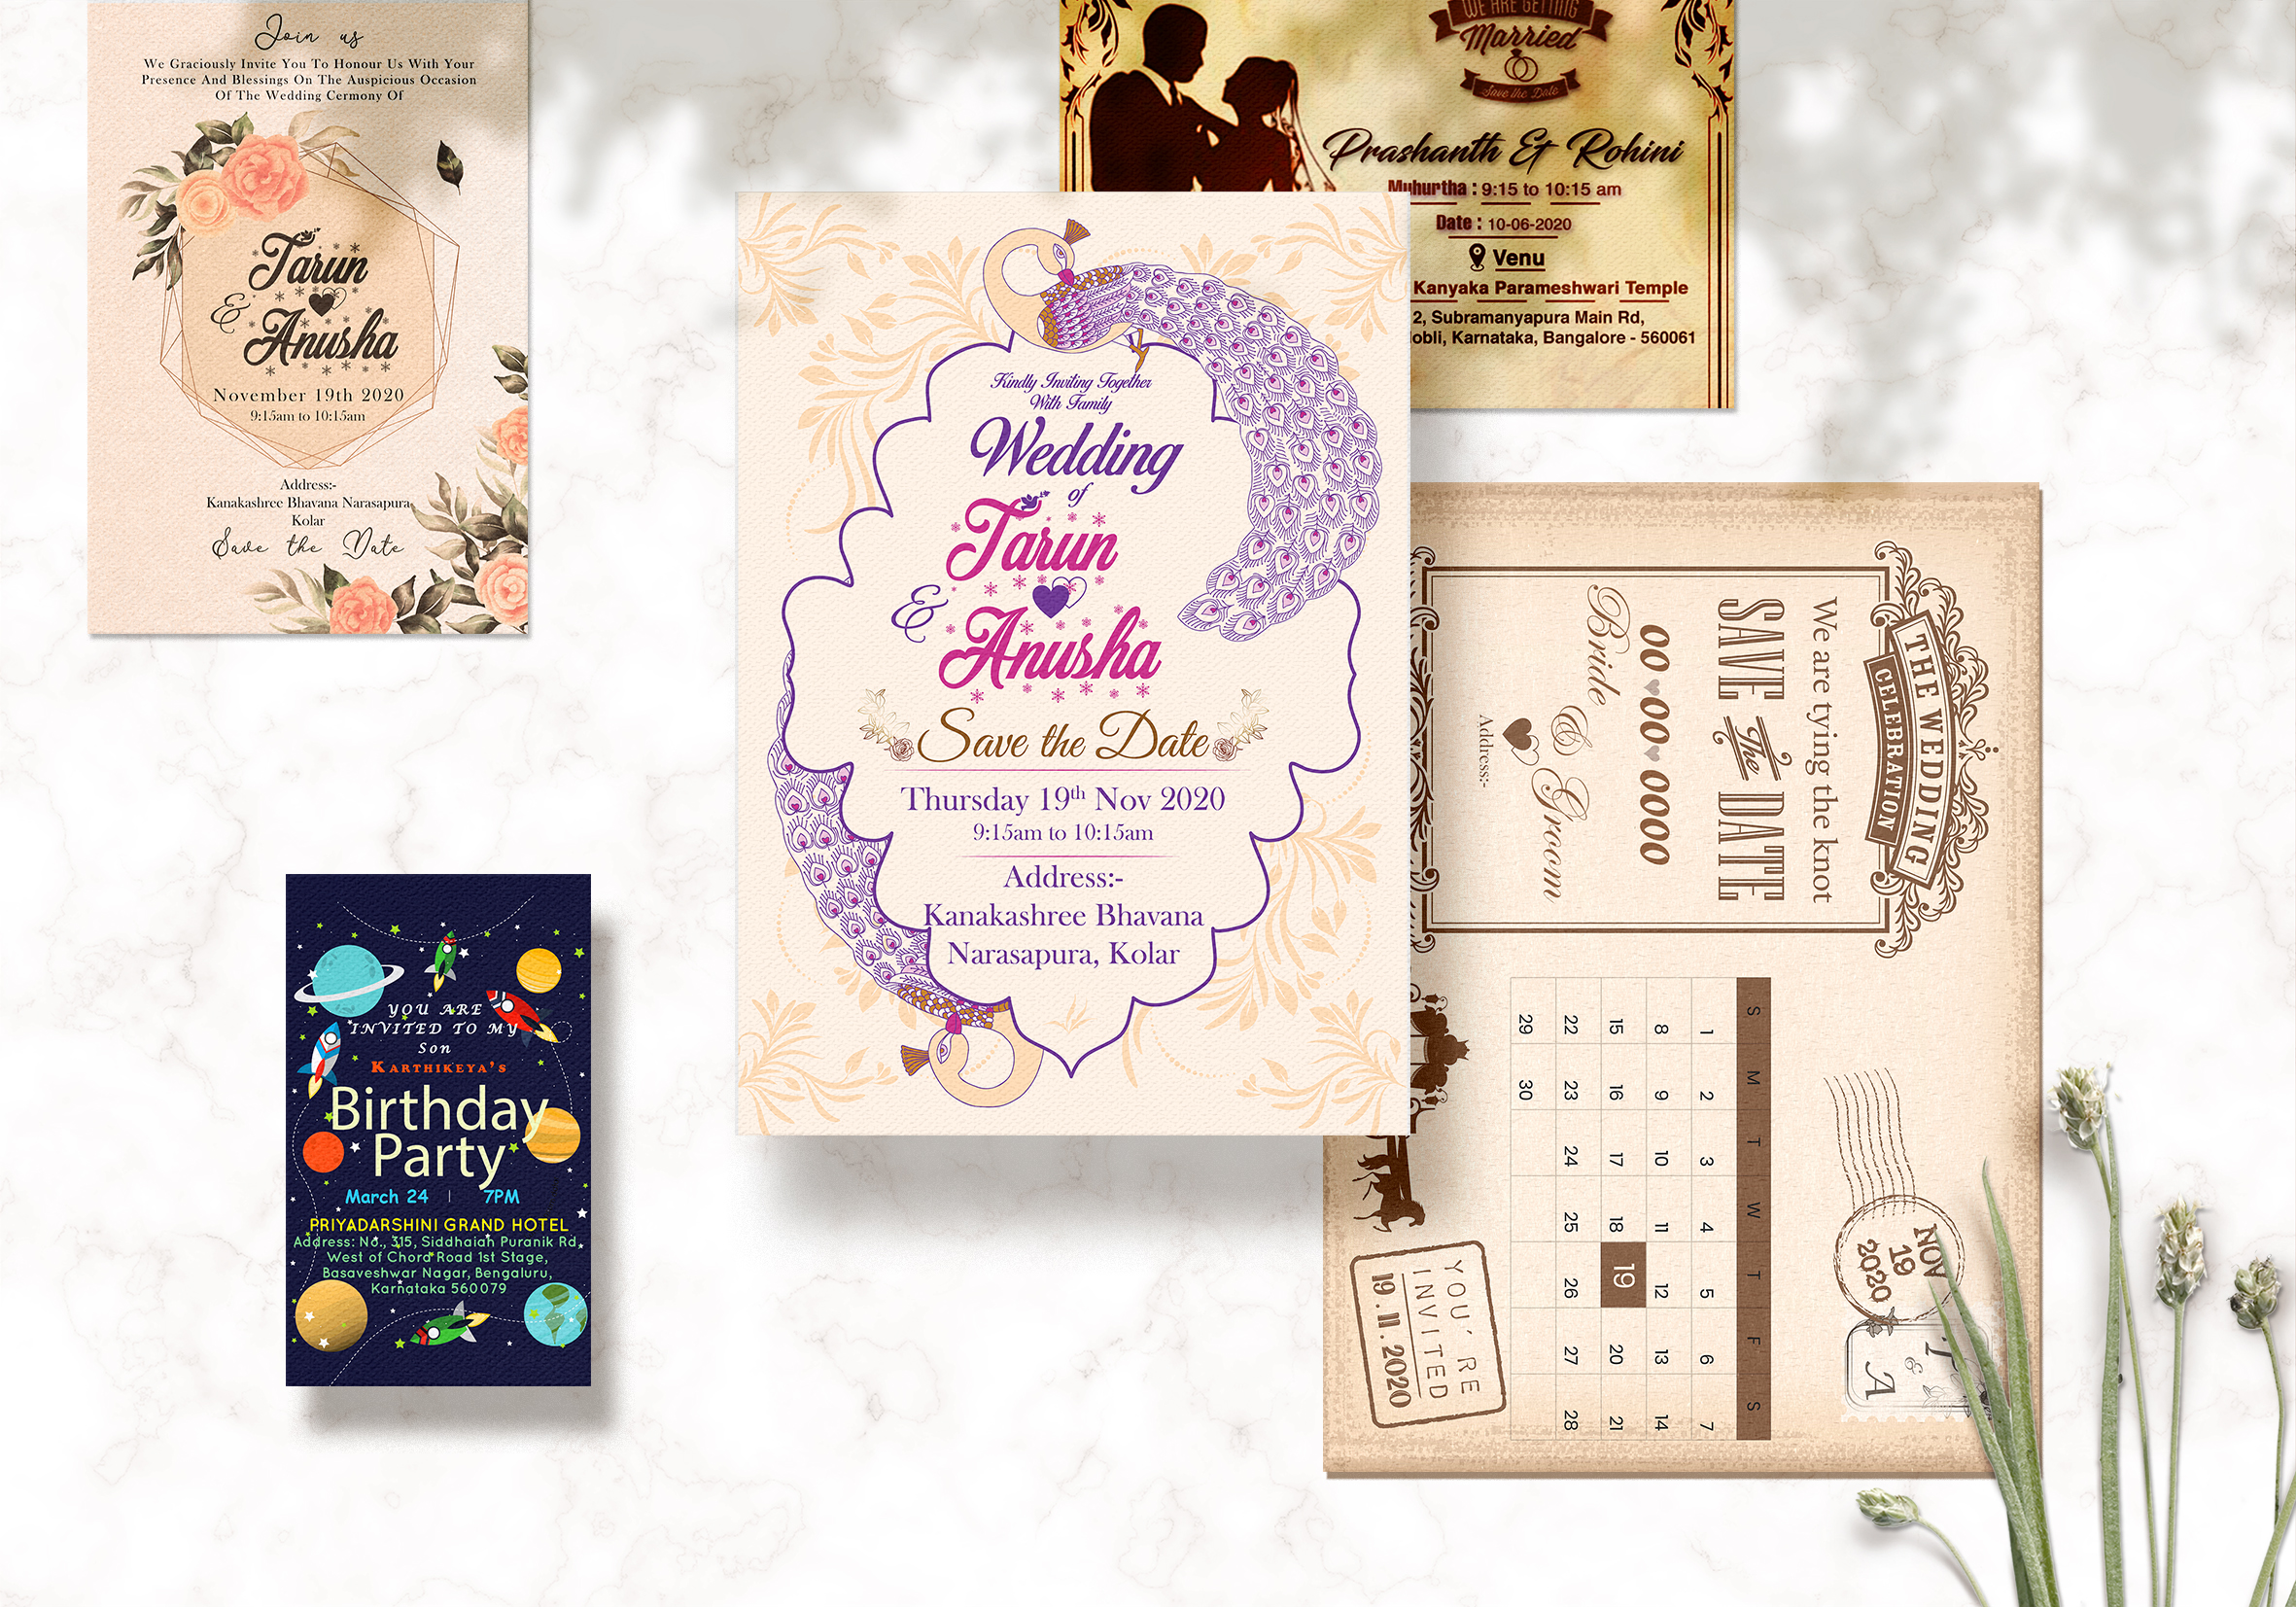 Join us
We Graciously Invite You To Honour Us With Your
Presence And Blessings On The Auspicious Occasion
Of The Wedding Cermony Of
Tarun
&
Anusha
November 19th 2020
9:15am to 10:15am
Address:-
Kanakashree Bhavana Narasapura
Kolar
Save the Date
WE ARE GETTING
Married
Save the Date
Prashanth & Rohini
Muhurtha : 9:15 to 10:15 am
Date : 10-06-2020
Venu
Kanyaka Parameshwari Temple
2, Subramanyapura Main Rd,
obli, Karnataka, Bangalore - 560061
Kindly Inviting Together
With Family
Wedding
of
Tarun
&
Anusha
Save the Date
Thursday 19th Nov 2020
9:15am to 10:15am
Address:-
Kanakashree Bhavana
Narasapura, Kolar
YOU ARE
INVITED TO MY
Son
KARTHIKEYA'S
Birthday
Party
March 24 | 7PM
PRIYADARSHINI GRAND HOTEL
Address: No., 315, Siddhaiah Puranik Rd,
West of Chord Road 1st Stage,
Basaveshwar Nagar, Bengaluru,
Karnataka 560079
THE WEDDING
CELEBRATION
We are tying the knot
SAVE The DATE
00 00 0000
Bride
&
Groom
Address:-
S M T W T F S
1 2 3 4 5 6 7
8 9 10 11 12 13 14
15 16 17 18 19 20 21
22 23 24 25 26 27 28
29 30
NOV
19
2020
T
&
A
YOU'RE
INVITED
19.11.2020